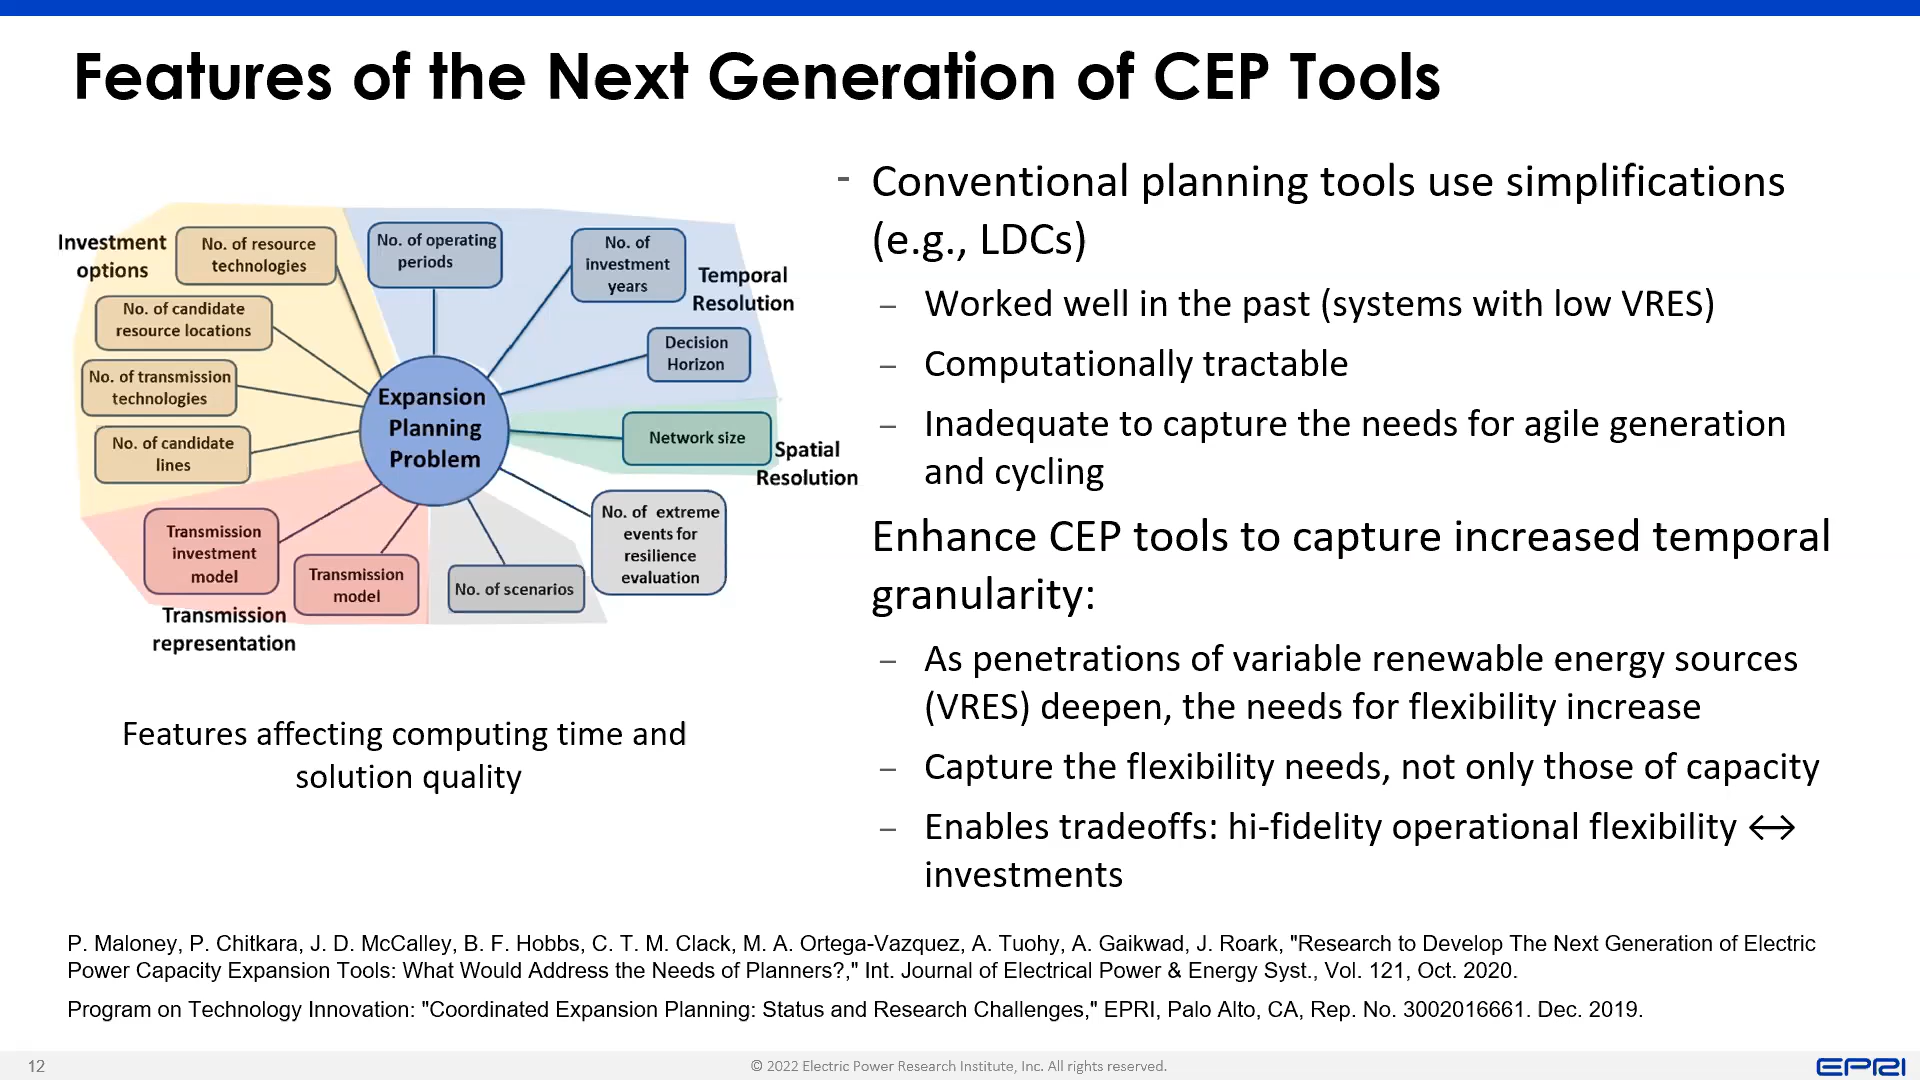 Features of the Next Generation of CEP Tools
Investment
options
No. of resource
technologies
No. of candidate
resource locations
No. of transmission
technologies
No. of candidate
lines
No. of operating
periods
No. of
investment
years
Temporal
Resolution
Decision
Horizon
Expansion
Planning
Problem
Network size
Spatial
Resolution
No. of extreme
events for
resilience
evaluation
No. of scenarios
Transmission
investment
model
Transmission
model
Transmission
representation
Features affecting computing time and
solution quality
- Conventional planning tools use simplifications
(e.g., LDCs)
– Worked well in the past (systems with low VRES)
– Computationally tractable
– Inadequate to capture the needs for agile generation
and cycling
Enhance CEP tools to capture increased temporal
granularity:
– As penetrations of variable renewable energy sources
(VRES) deepen, the needs for flexibility increase
– Capture the flexibility needs, not only those of capacity
– Enables tradeoffs: hi-fidelity operational flexibility ↔
investments
P. Maloney, P. Chitkara, J. D. McCalley, B. F. Hobbs, C. T. M. Clack, M. A. Ortega-Vazquez, A. Tuohy, A. Gaikwad, J. Roark, "Research to Develop The Next Generation of Electric
Power Capacity Expansion Tools: What Would Address the Needs of Planners?," Int. Journal of Electrical Power & Energy Syst., Vol. 121, Oct. 2020.
Program on Technology Innovation: "Coordinated Expansion Planning: Status and Research Challenges," EPRI, Palo Alto, CA, Rep. No. 3002016661. Dec. 2019.
12
© 2022 Electric Power Research Institute, Inc. All rights reserved.
EPRI